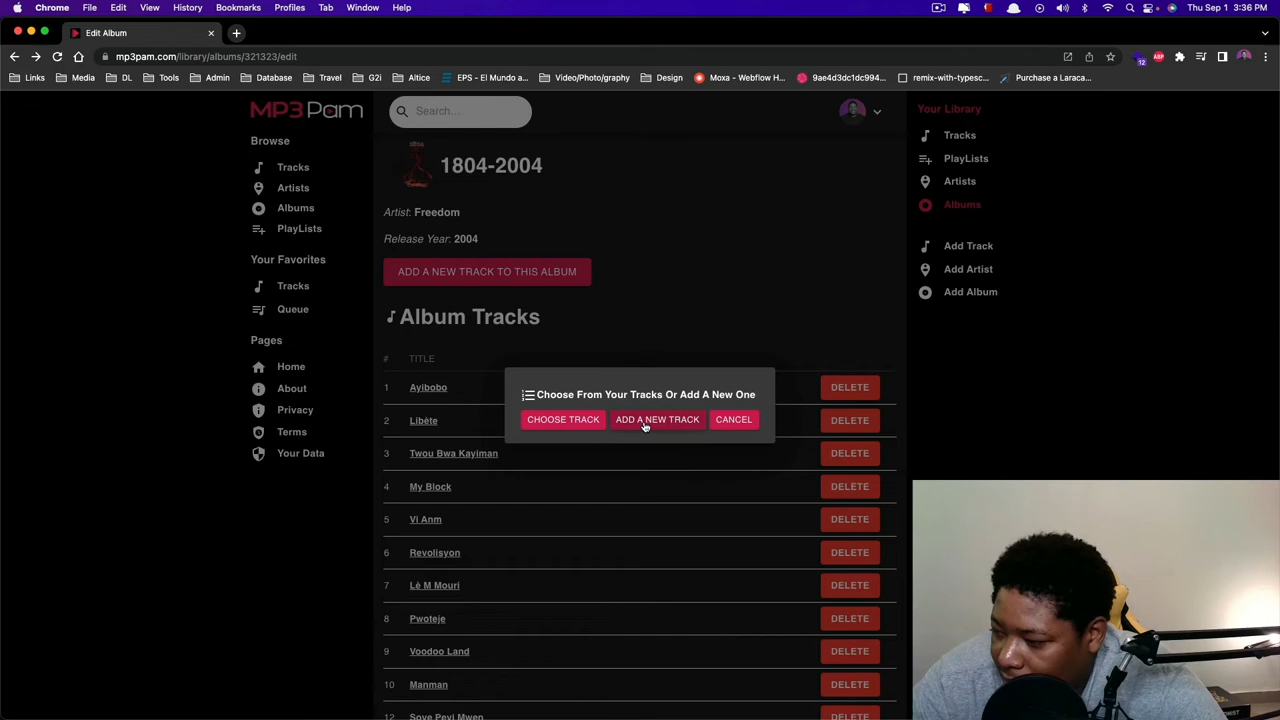 Chrome File Edit View History Bookmarks Profiles Tab Window Help
Thu Sep 1 3:36 PM
Edit Album
mp3pam.com/library/albums/321323/edit
12
ABP
Links Media DL Tools Admin Database Travel G2i Altice EPS - El Mundo a... Video/Photo/graphy Design Moxa - Webflow H... 9ae4d3dc1dc994... remix-with-typesc... Purchase a Laraca...
MP3Pam
Browse
Tracks
Artists
Albums
PlayLists
Your Favorites
Tracks
Queue
Pages
Home
About
Privacy
Terms
Your Data
Search...
1804-2004
Artist: Freedom
Release Year: 2004
ADD A NEW TRACK TO THIS ALBUM
Album Tracks
# TITLE
1 Ayibobo DELETE
2 Libète DELETE
3 Twou Bwa Kayiman DELETE
4 My Block DELETE
5 Vi Anm DELETE
6 Revolisyon DELETE
7 Lè M Mouri DELETE
8 Pwoteje DELETE
9 Voodoo Land DELETE
10 Manman DELETE
12 Sove Peyi Mwen DELETE
Choose From Your Tracks Or Add A New One
CHOOSE TRACK ADD A NEW TRACK CANCEL
Your Library
Tracks
PlayLists
Artists
Albums
Add Track
Add Artist
Add Album